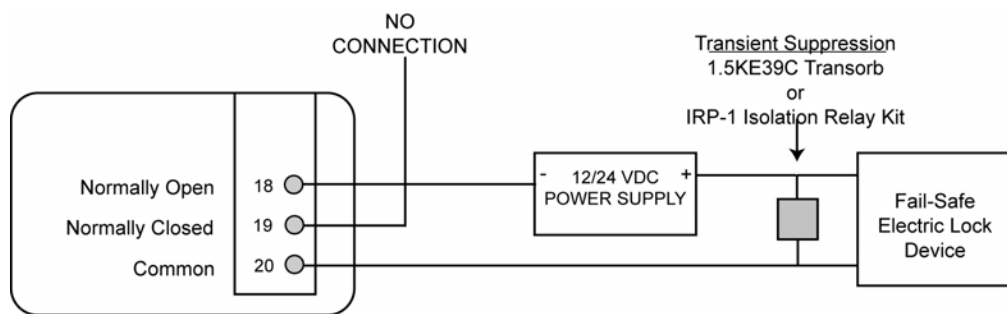 NO
CONNECTION
Transient Suppression
1.5KE39C Transorb
or
IRP-1 Isolation Relay Kit
Normally Open
18
- 12/24 VDC +
POWER SUPPLY
Normally Closed
19
Common
20
Fail-Safe
Electric Lock
Device